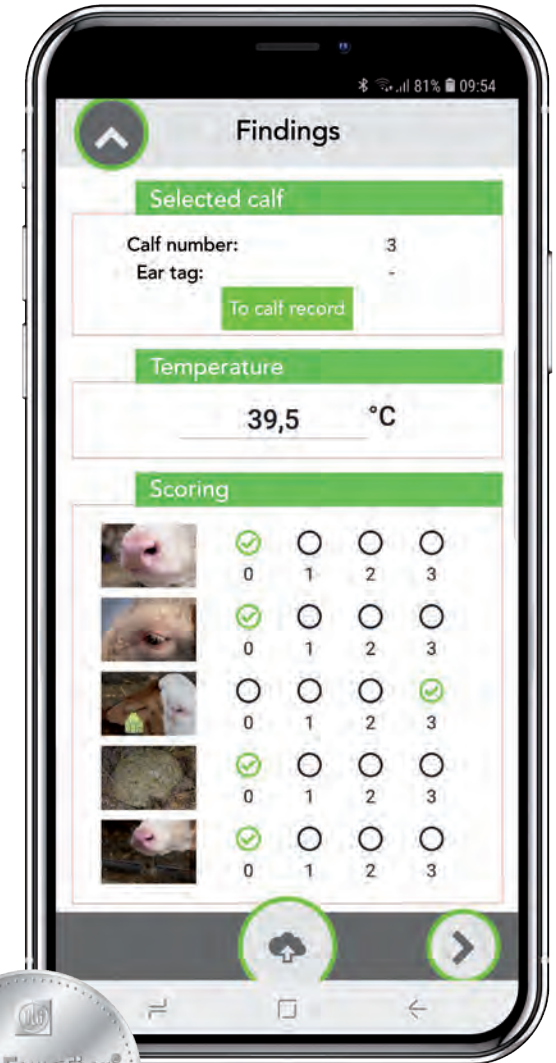 81% 09:54
Findings
Selected calf
Calf number: 3
Ear tag: -
To calf record
Temperature
39,5 °C
Scoring
0 1 2 3
0 1 2 3
0 1 2 3
0 1 2 3
0 1 2 3